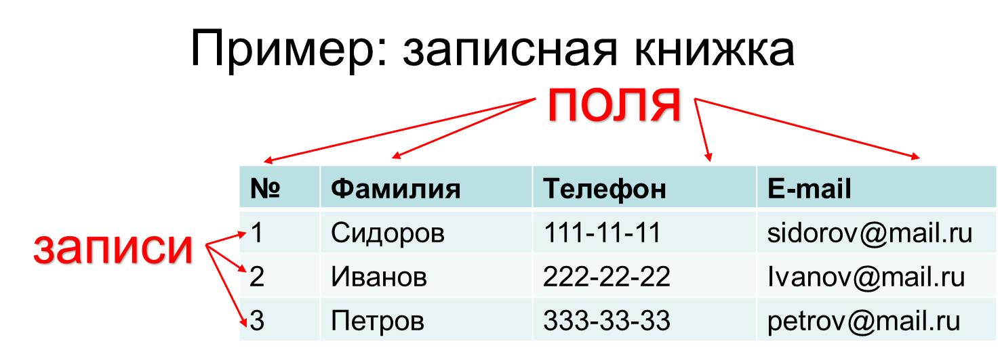 Пример: записная книжка
поля
№ Фамилия Телефон E-mail
записи
1 Сидоров 111-11-11 sidorov@mail.ru
2 Иванов 222-22-22 Ivanov@mail.ru
3 Петров 333-33-33 petrov@mail.ru